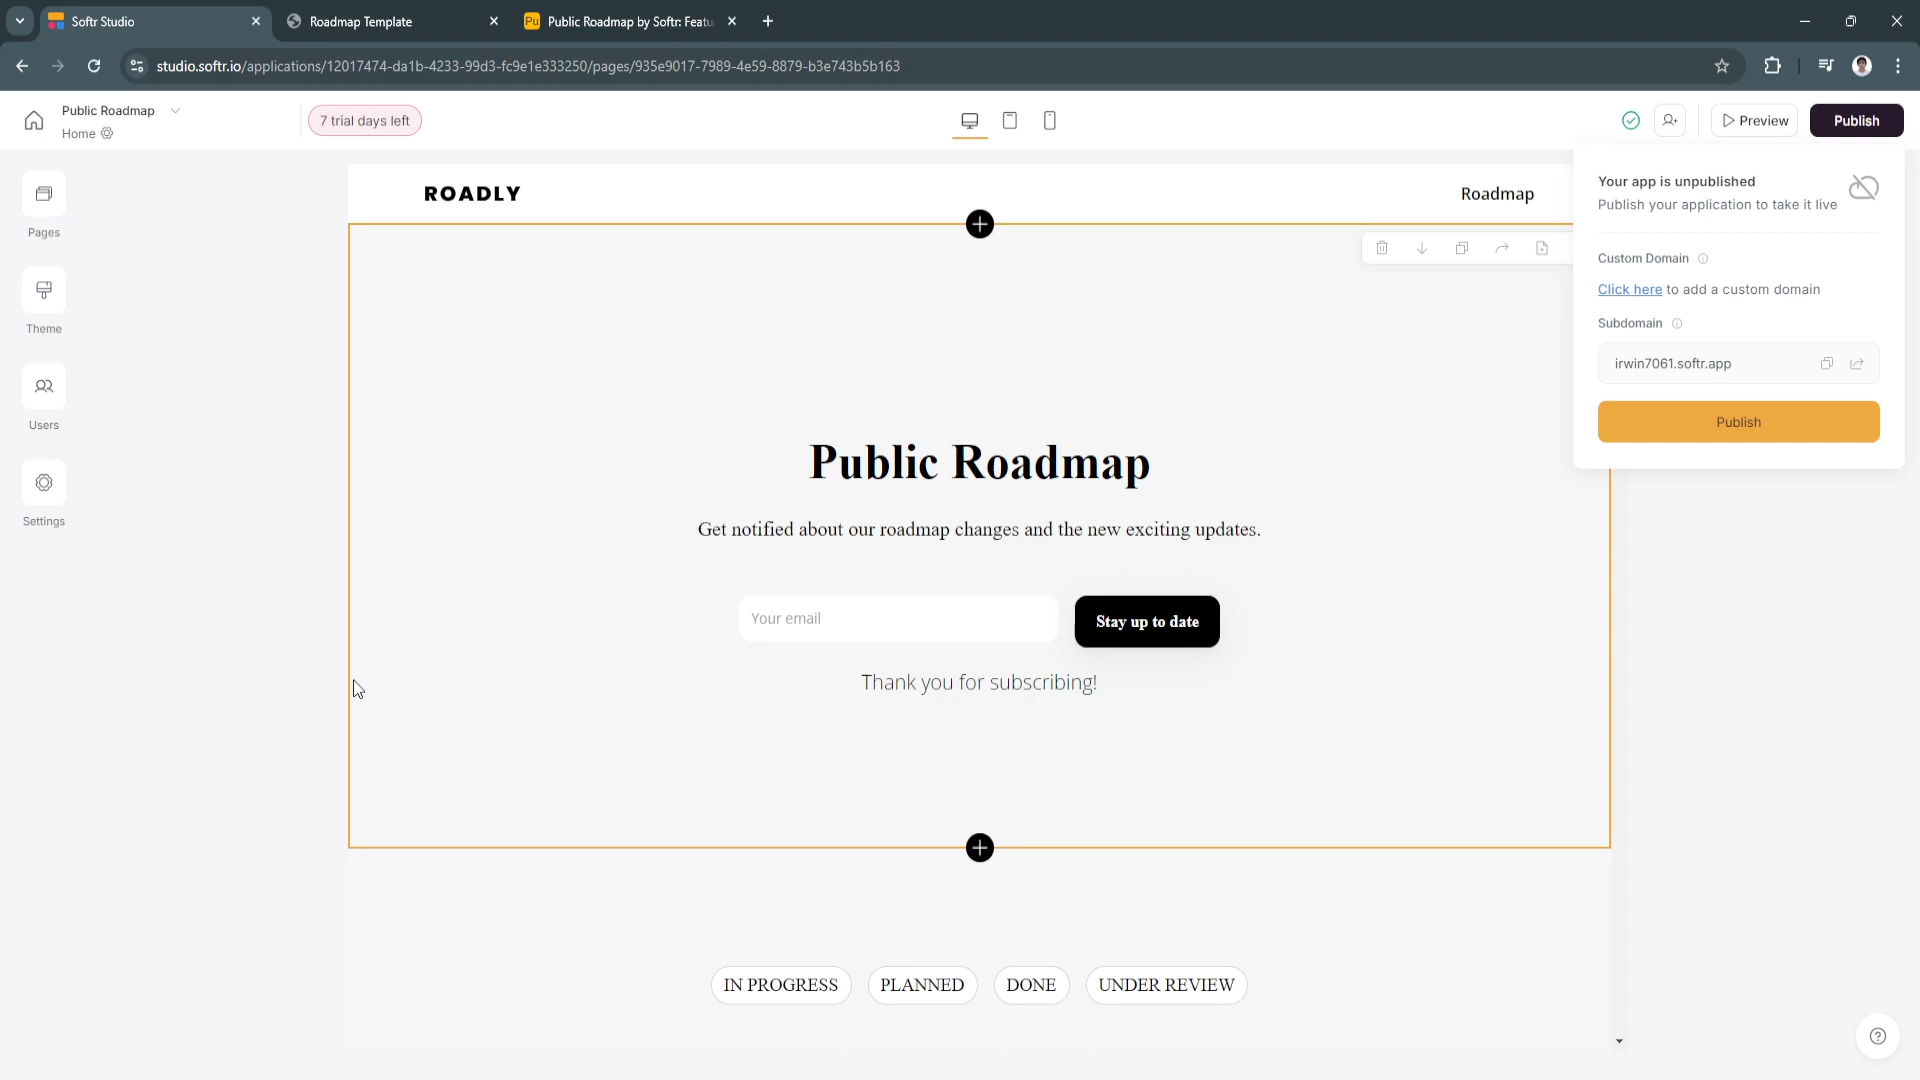 Softr Studio
Roadmap Template
Pu Public Roadmap by Softr: Featu
studio.softr.io/applications/12017474-da1b-4233-99d3-fc9e1e333250/pages/935e9017-7989-4e59-8879-b3e743b5b163
Public Roadmap
Home
7 trial days left
Preview
Publish
Pages
Theme
Users
Settings
ROADLY
Roadmap
Your app is unpublished
Publish your application to take it live
Custom Domain
Click here to add a custom domain
Subdomain
irwin7061.softr.app
Publish
Public Roadmap
Get notified about our roadmap changes and the new exciting updates.
Your email
Stay up to date
Thank you for subscribing!
IN PROGRESS
PLANNED
DONE
UNDER REVIEW